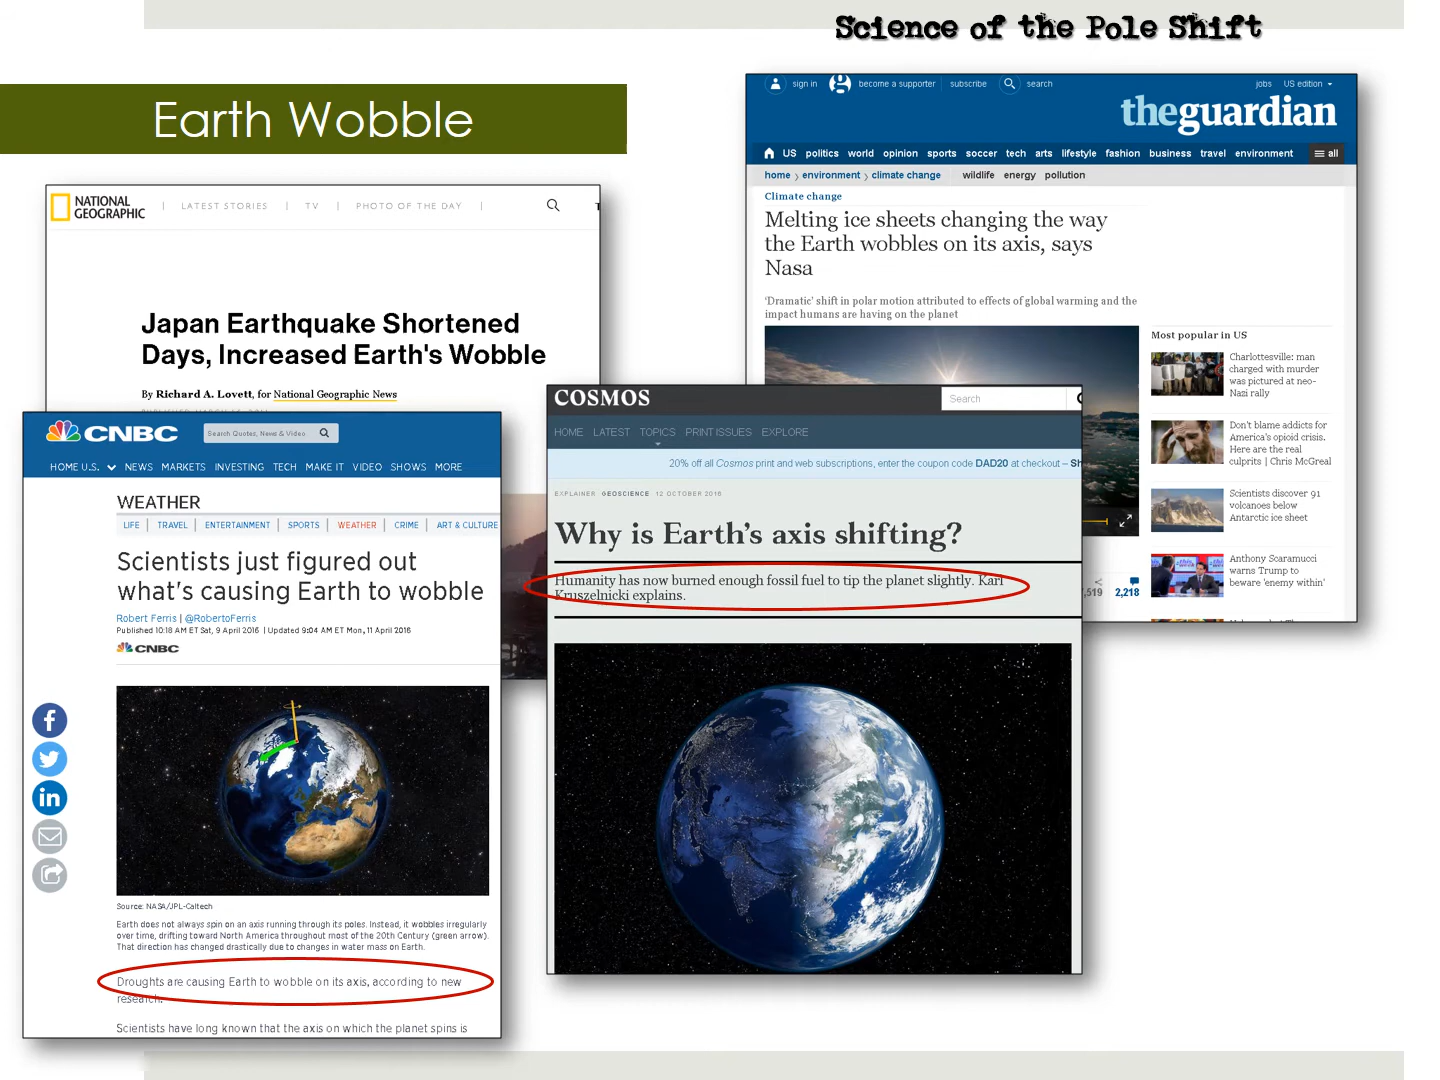 Science of the Pole Shift
Earth Wobble
NATIONAL
GEOGRAPHIC
LATEST STORIES | TV | PHOTO OF THE DAY |
Japan Earthquake Shortened
Days, Increased Earth's Wobble
By Richard A. Lovett, for National Geographic News
sign in become a supporter subscribe search jobs US edition
theguardian
US politics world opinion sports soccer tech arts lifestyle fashion business travel environment all
home › environment › climate change wildlife energy pollution
Climate change
Melting ice sheets changing the way
the Earth wobbles on its axis, says
Nasa
‘Dramatic’ shift in polar motion attributed to effects of global warming and the
impact humans are having on the planet
Most popular in US
Charlottesville: man
charged with murder
was pictured at neo-
Nazi rally
Don't blame addicts for
America's opioid crisis.
Here are the real
culprits | Chris McGreal
Scientists discover 91
volcanoes below
Antarctic ice sheet
Anthony Scaramucci
warns Trump to
beware 'enemy within'
,519 2,218
CNBC
Search Quotes, News & Video
HOME U.S. NEWS MARKETS INVESTING TECH MAKE IT VIDEO SHOWS MORE
WEATHER
LIFE | TRAVEL | ENTERTAINMENT | SPORTS | WEATHER | CRIME | ART & CULTURE
Scientists just figured out
what's causing Earth to wobble
Robert Ferris | @RobertoFerris
Published 10:18 AM ET Sat, 9 April 2016 | Updated 9:04 AM ET Mon, 11 April 2016
CNBC
Source: NASA/JPL-Caltech
Earth does not always spin on an axis running through its poles. Instead, it wobbles irregularly
over time, drifting toward North America throughout most of the 20th Century (green arrow).
That direction has changed drastically due to changes in water mass on Earth.
Droughts are causing Earth to wobble on its axis, according to new
research.
Scientists have long known that the axis on which the planet spins is
COSMOS
Search
HOME LATEST TOPICS PRINT ISSUES EXPLORE
20% off all Cosmos print and web subscriptions, enter the coupon code DAD20 at checkout – Sh
EXPLAINER GEOSCIENCE 12 OCTOBER 2016
Why is Earth’s axis shifting?
Humanity has now burned enough fossil fuel to tip the planet slightly. Karl
Kruszelnicki explains.